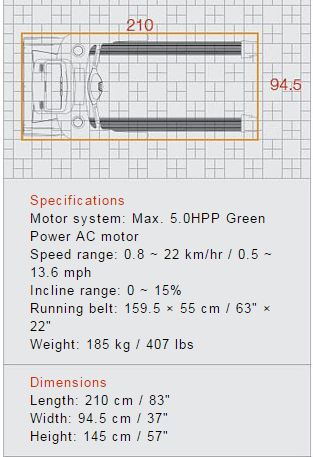 210
94.5
Specifications
Motor system: Max. 5.0HPP Green
Power AC motor
Speed range: 0.8 ~ 22 km/hr / 0.5 ~
13.6 mph
Incline range: 0 ~ 15%
Running belt: 159.5 × 55 cm / 63" ×
22"
Weight: 185 kg / 407 lbs
Dimensions
Length: 210 cm / 83"
Width: 94.5 cm / 37"
Height: 145 cm / 57"